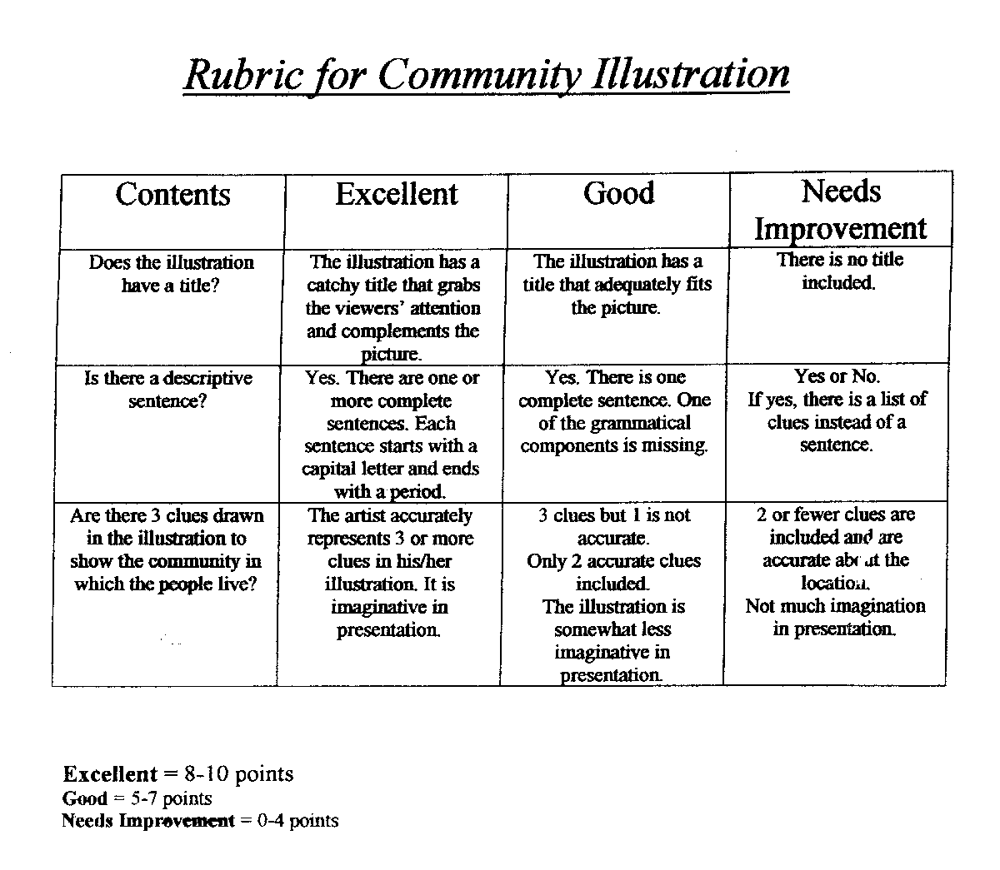 Rubric for Community Illustration
Contents
Excellent
Good
Needs
Improvement
Does the illustration
have a title?
The illustration has a
catchy title that grabs
the viewers' attention
and complements the
picture.
The illustration has a
title that adequately fits
the picture.
There is no title
included.
Is there a descriptive
sentence?
Yes. There are one or
more complete
sentences. Each
sentence starts with a
capital letter and ends
with a period.
Yes. There is one
complete sentence. One
of the grammatical
components is missing.
Yes or No.
If yes, there is a list of
clues instead of a
sentence.
Are there 3 clues drawn
in the illustration to
show the community in
which the people live?
The artist accurately
represents 3 or more
clues in his/her
illustration. It is
imaginative in
presentation.
3 clues but 1 is not
accurate.
Only 2 accurate clues
included.
The illustration is
somewhat less
imaginative in
presentation.
2 or fewer clues are
included and are
accurate about the
location.
Not much imagination
in presentation.
Excellent = 8-10 points
Good = 5-7 points
Needs Improvement = 0-4 points